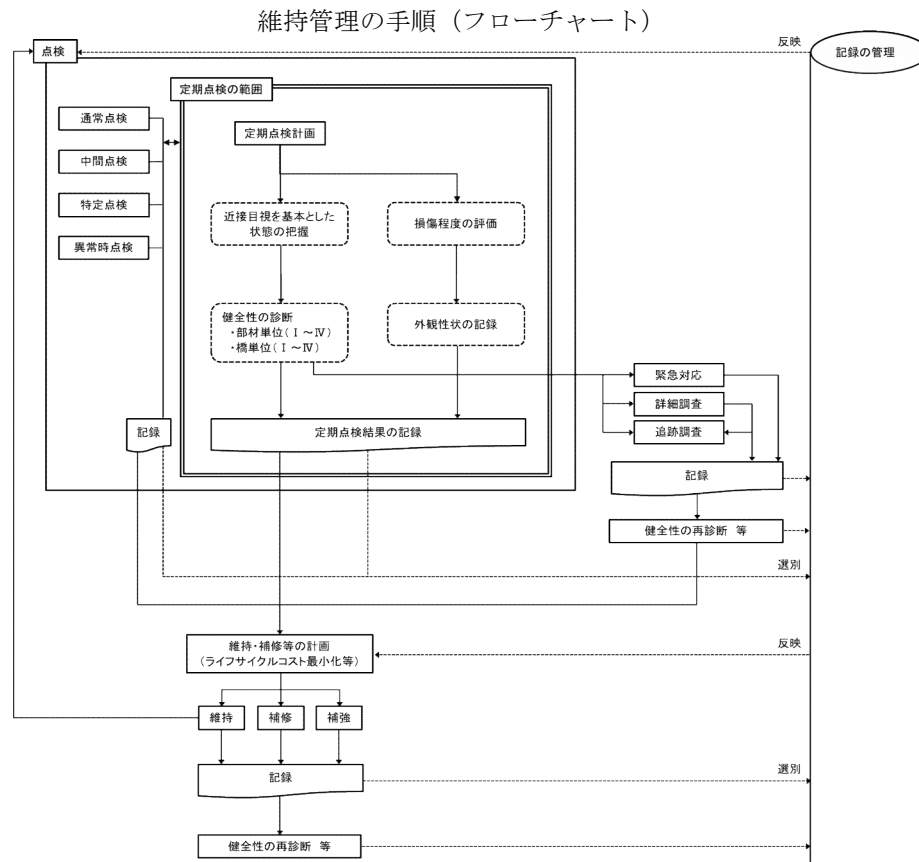 維持管理の手順（フローチャート）
点検
反映
記録の管理
定期点検の範囲
通常点検
中間点検
特定点検
異常時点検
定期点検計画
近接目視を基本とした
状態の把握
損傷程度の評価
健全性の診断
・部材単位（Ⅰ～Ⅳ）
・橋単位（Ⅰ～Ⅳ）
外観性状の記録
緊急対応
詳細調査
追跡調査
記録
定期点検結果の記録
記録
健全性の再診断 等
選別
維持・補修等の計画
（ライフサイクルコスト最小化等）
反映
維持
補修
補強
記録
選別
健全性の再診断 等